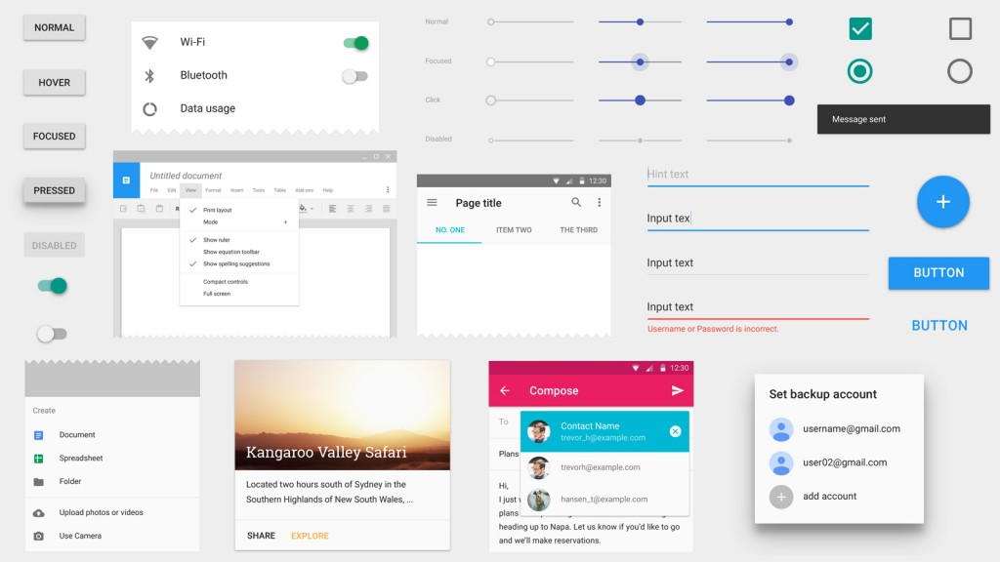 NORMAL
HOVER
FOCUSED
PRESSED
DISABLED
Wi-Fi
Bluetooth
Data usage
Normal
Focused
Click
Disabled
Message sent
Untitled document
File Edit View Format Insert Tools Table Add-ons Help
Print layout
Mode
Show ruler
Show equation toolbar
Show spelling suggestions
Compact controls
Full screen
12:30
Page title
NO. ONE ITEM TWO THE THIRD
Hint text
Input tex
Input text
Input text
Username or Password is incorrect.
BUTTON
BUTTON
Create
Document
Spreadsheet
Folder
Upload photos or videos
Use Camera
Kangaroo Valley Safari
Located two hours south of Sydney in the
Southern Highlands of New South Wales, ...
SHARE EXPLORE
12:30
Compose
To
Contact Name
trevor_h@example.com
Plans
trevorh@example.com
Hi,
I just
hansen_t@example.com
plans
heading up to Napa. Let us know if you'd like to go
and we'll make reservations.
Set backup account
username@gmail.com
user02@gmail.com
add account